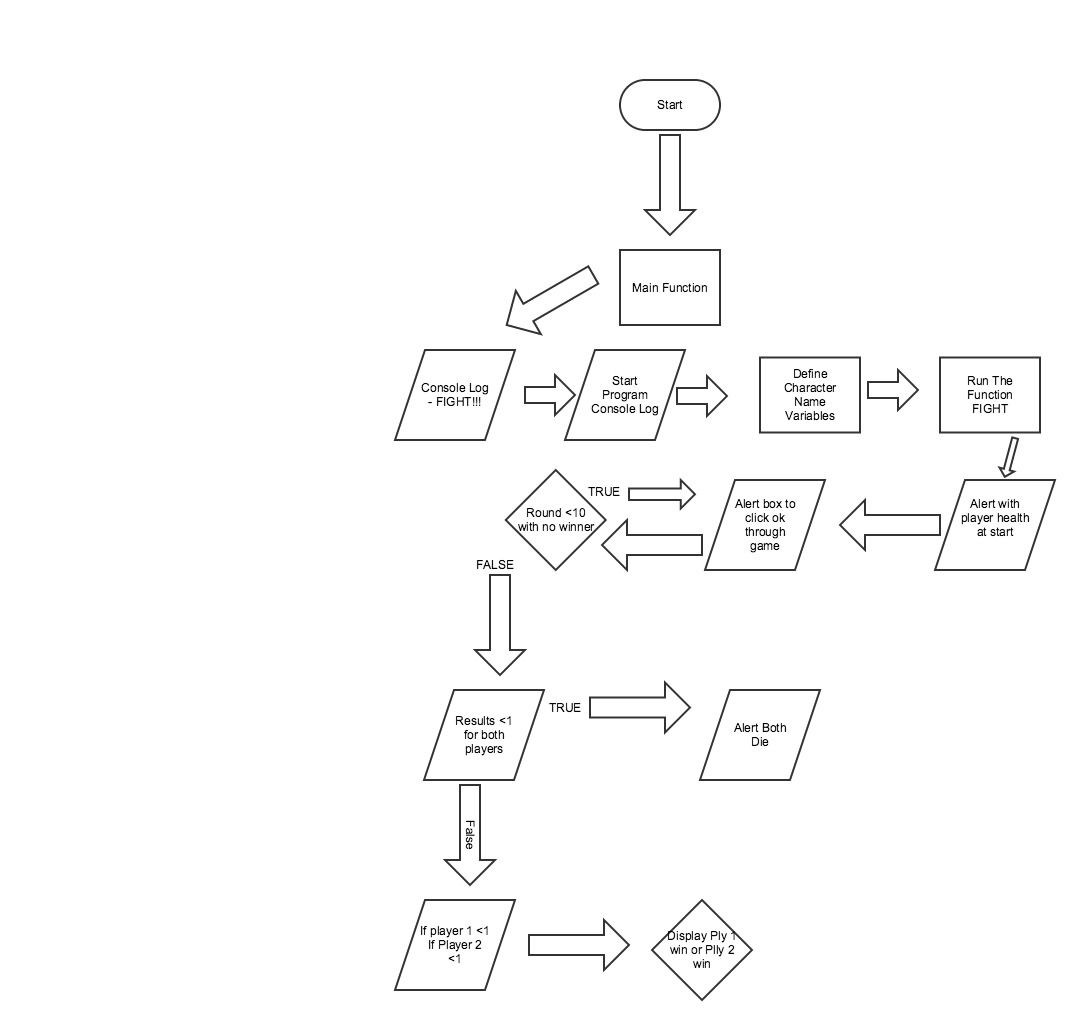 Start
Main Function
Console Log
- FIGHT!!!
Start
Program
Console Log
Define
Character
Name
Variables
Run The
Function
FIGHT
TRUE
Round <10
with no winner
Alert box to
click ok
through
game
Alert with
player health
at start
FALSE
Results <1
for both
players
TRUE
Alert Both
Die
False
If player 1 <1
If Player 2
<1
Display Ply 1
win or Plly 2
win